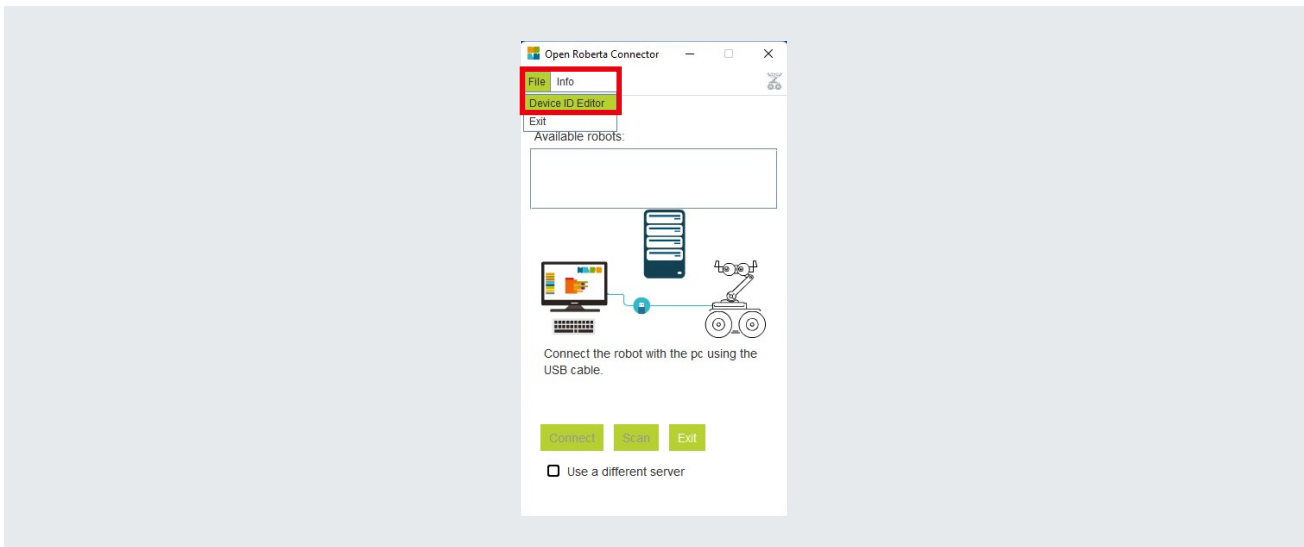 Open Roberta Connector
File Info
Device ID Editor
Exit
Available robots:
Connect the robot with the pc using the
USB cable.
Connect Scan Exit
Use a different server